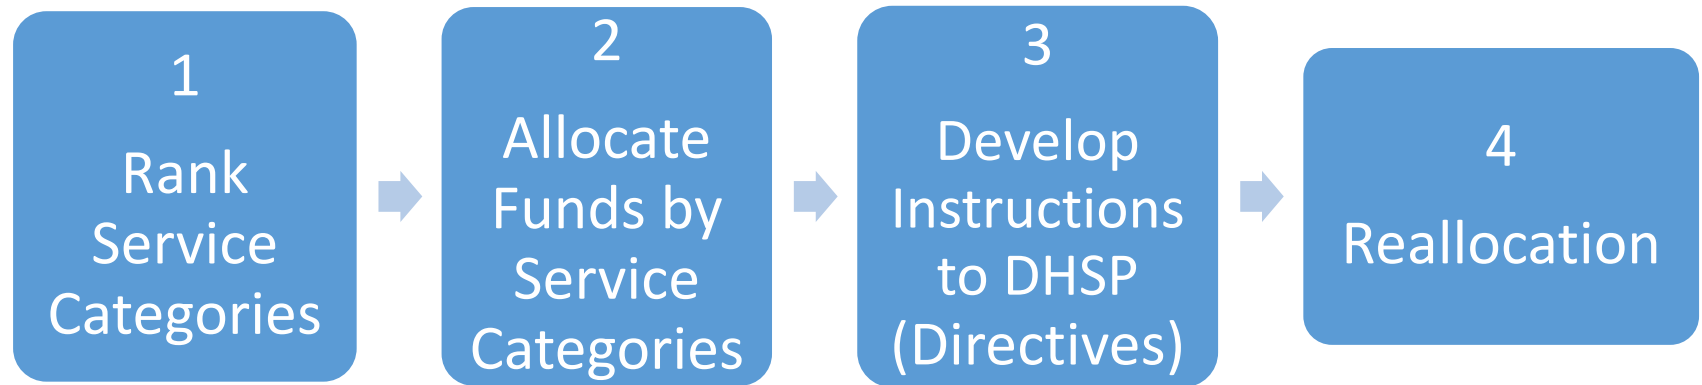 1
Rank
Service
Categories
2
Allocate
Funds by
Service
Categories
3
Develop
Instructions
to DHSP
(Directives)
4
Reallocation